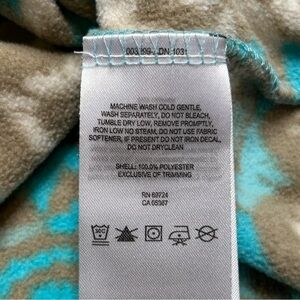 MACHINE WASH COLD GENTLE,
WASH SEPARATELY, DO NOT BLEACH,
TUMBLE DRY LOW, REMOVE PROMPTLY,
IRON LOW NO STEAM, DO NOT USE FABRIC
SOFTENER, IF PRESENT DO NOT IRON DECAL,
DO NOT DRYCLEAN
SHELL: 100.0% POLYESTER
EXCLUSIVE OF TRIMMING
RN 69724
CA 05367
30C